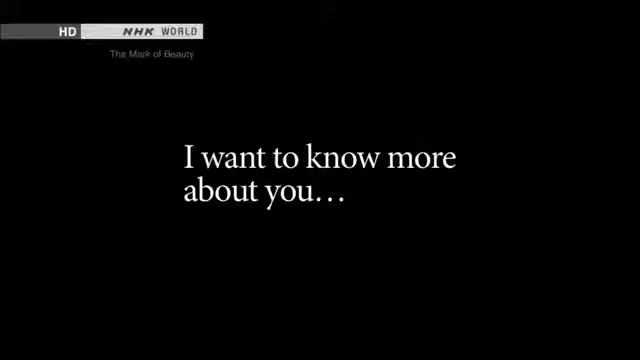 HD NHK WORLD
The Mark of Beauty
I want to know more
about you…